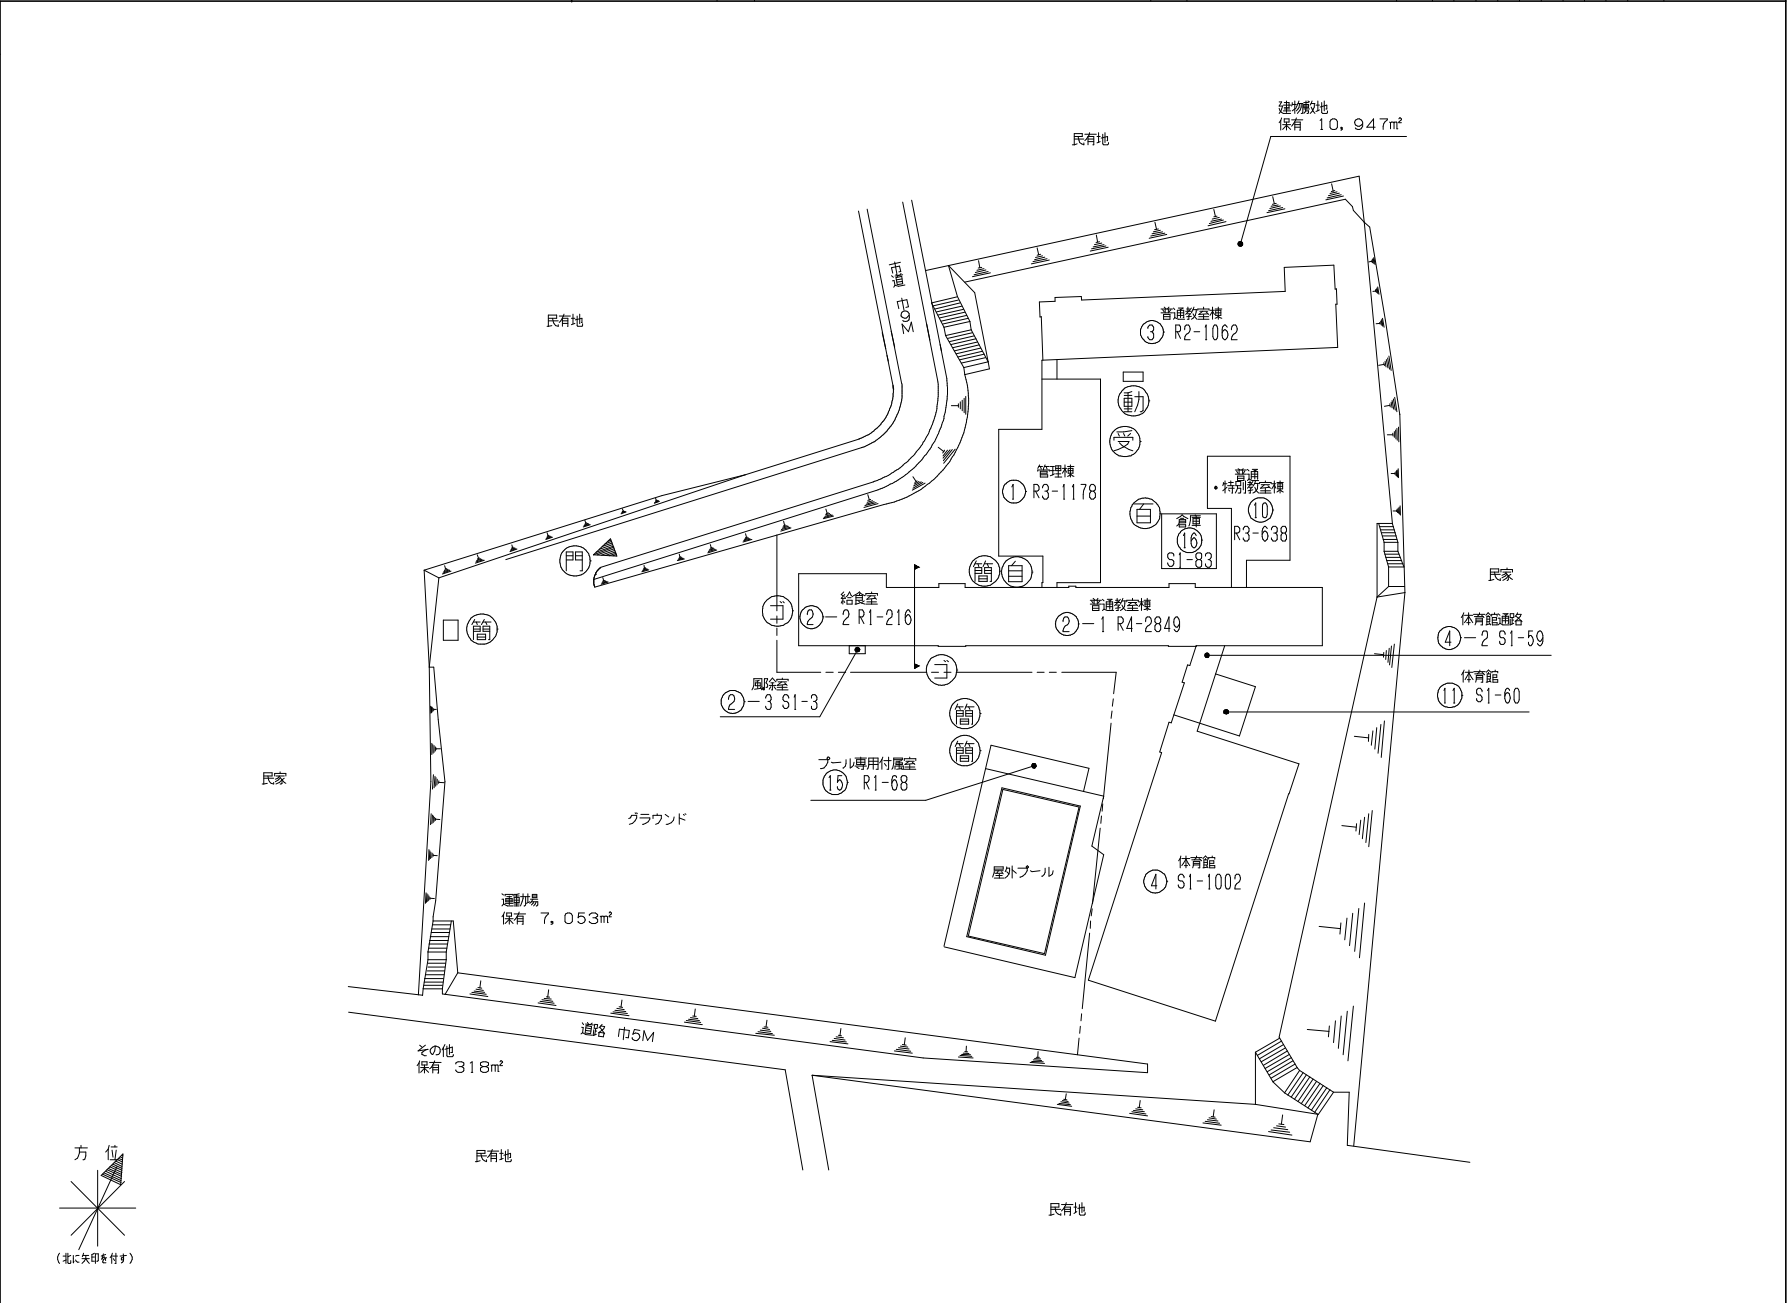 建物敷地
保有 10,947㎡
民有地
市道 巾9M
民有地
普通教室棟
③ R2-1062
動
受
管理棟
① R3-1178
普通
・特別教室棟
⑩
R3-638
百
倉庫
⑯
S1-83
門
簡 自
民家
簡
ゴ
給食室
②-2 R1-216
普通教室棟
②-1 R4-2849
体育館通路
④-2 S1-59
ゴ
風除室
②-3 S1-3
体育館
⑪ S1-60
簡
簡
プール専用付属室
⑮ R1-68
民家
グラウンド
屋外プール
体育館
④ S1-1002
運動場
保有 7,053㎡
道路 巾5M
その他
保有 318㎡
方 位
民有地
民有地
(北に矢印を付す)